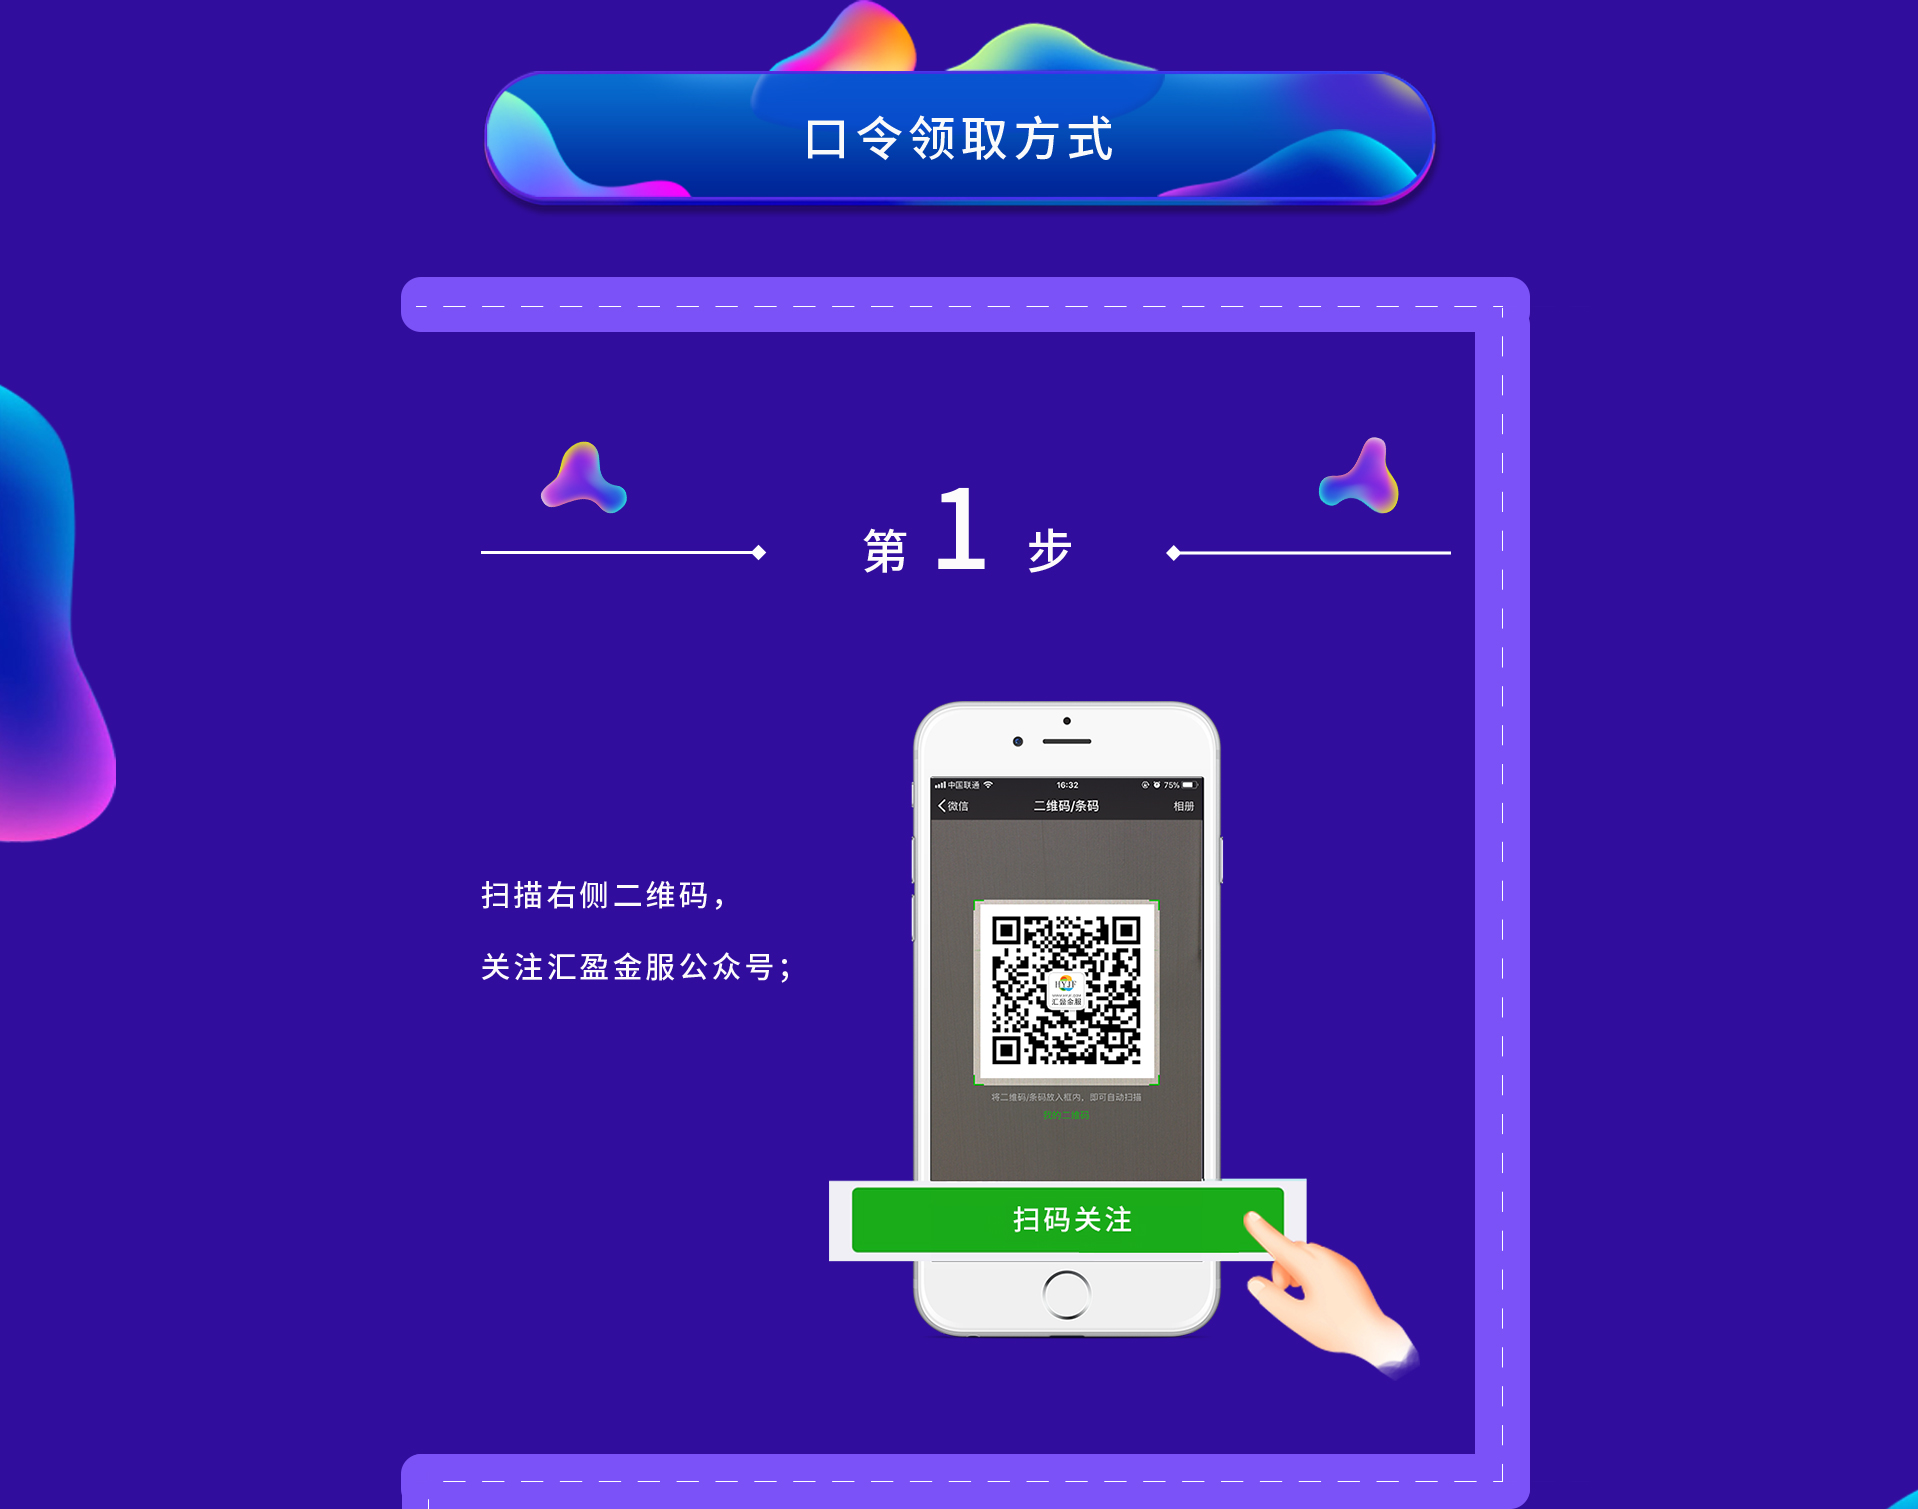 口令领取方式
第 1 步
中国联通 16:32 75%
微信 二维码/条码 相册
扫描右侧二维码，
关注汇盈金服公众号；
HYJF
汇盈金服
将二维码/条码放入框内，即可自动扫描
我的二维码
扫码关注